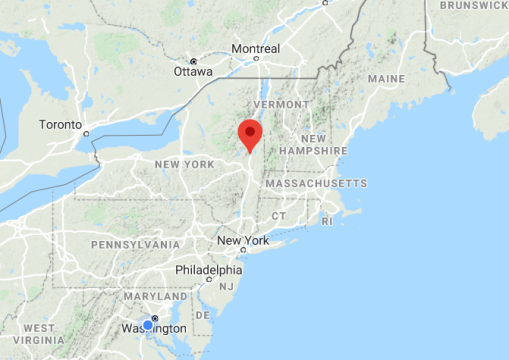 BRUNSWICK
Montreal
Ottawa
MAINE
VERMONT
Toronto
NEW
HAMPSHIRE
NEW YORK
MASSACHUSETTS
CT
RI
PENNSYLVANIA
New York
Philadelphia
NJ
MARYLAND
DE
WEST
VIRGINIA
Washington